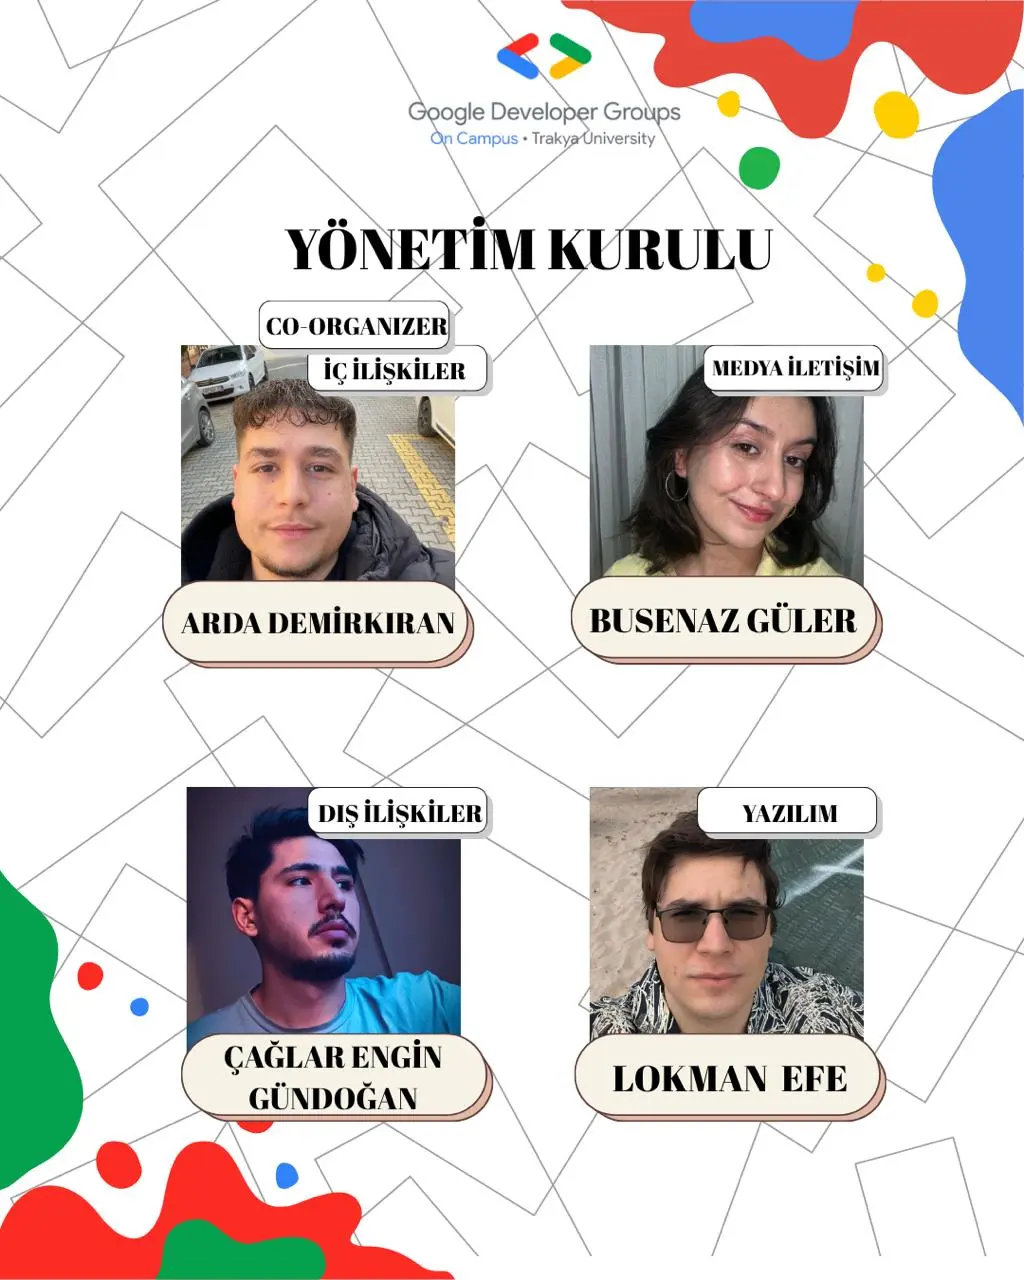 Google Developer Groups
On Campus • Trakya University
YÖNETİM KURULU
CO-ORGANIZER
İÇ İLİŞKİLER
ARDA DEMİRKIRAN
MEDYA İLETİŞİM
BUSENAZ GÜLER
DIŞ İLİŞKİLER
ÇAĞLAR ENGİN
GÜNDOĞAN
YAZILIM
LOKMAN EFE